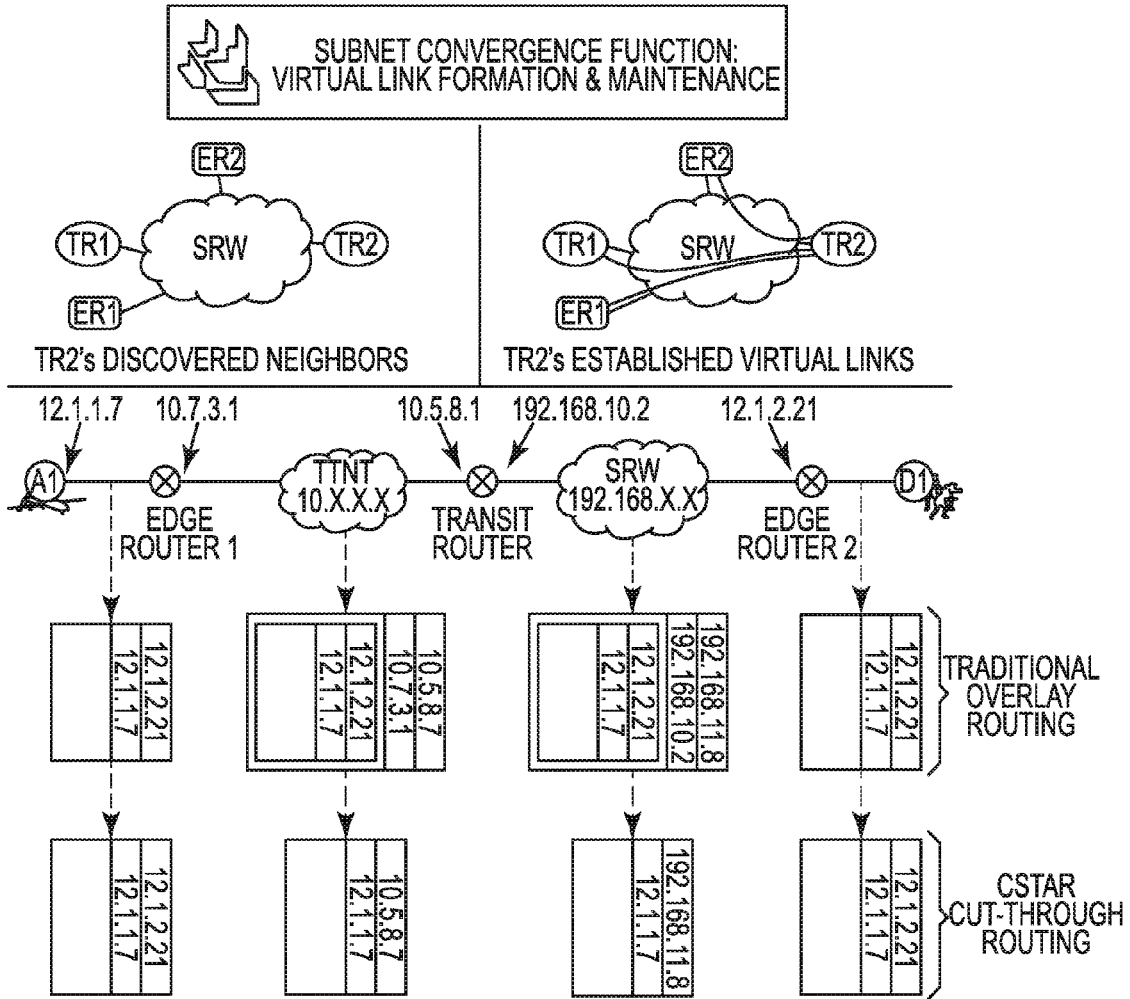 SUBNET CONVERGENCE FUNCTION:
VIRTUAL LINK FORMATION & MAINTENANCE
ER2
TR1
SRW
TR2
ER1
TR2's DISCOVERED NEIGHBORS
ER2
TR1
SRW
TR2
ER1
TR2's ESTABLISHED VIRTUAL LINKS
12.1.1.7
10.7.3.1
10.5.8.1
192.168.10.2
12.1.2.21
A1
TTNT
10.X.X.X
SRW
192.168.X.X
D1
EDGE
ROUTER 1
TRANSIT
ROUTER
EDGE
ROUTER 2
12.1.2.21
12.1.1.7
10.5.8.7
10.7.3.1
12.1.2.21
12.1.1.7
192.168.11.8
192.168.10.2
12.1.2.21
12.1.1.7
12.1.2.21
12.1.1.7
TRADITIONAL
OVERLAY
ROUTING
12.1.2.21
12.1.1.7
10.5.8.7
12.1.1.7
192.168.11.8
12.1.1.7
12.1.2.21
12.1.1.7
CSTAR
CUT-THROUGH
ROUTING